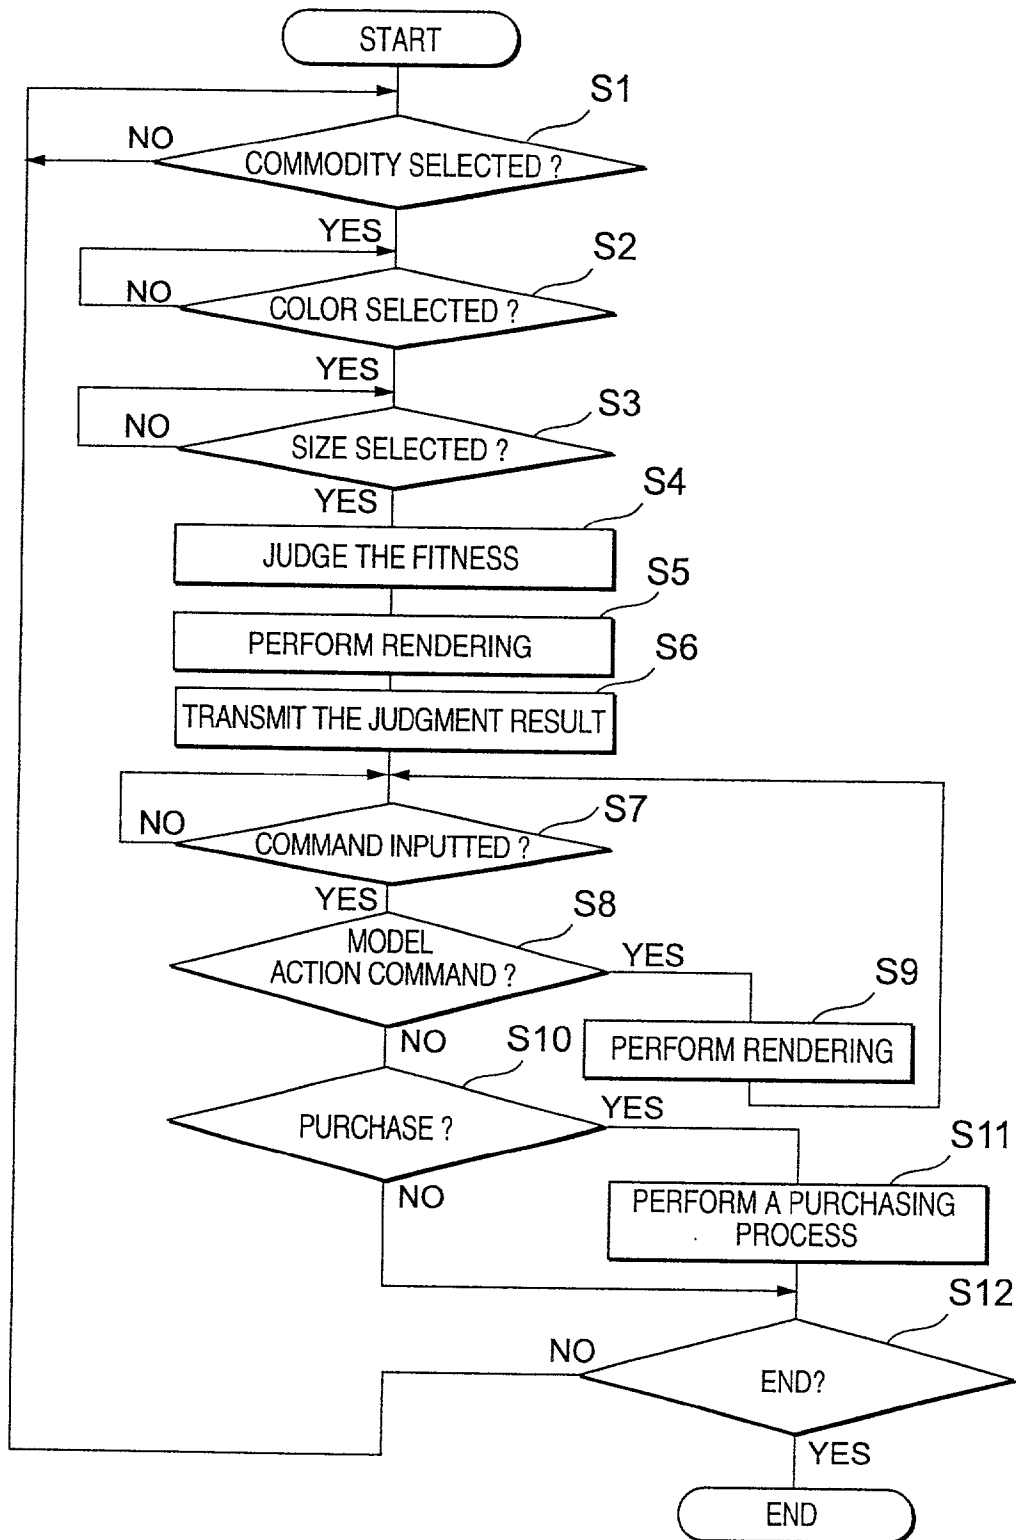 START
S1
NO
COMMODITY SELECTED ?
YES
S2
NO
COLOR SELECTED ?
YES
S3
NO
SIZE SELECTED ?
YES
S4
JUDGE THE FITNESS
S5
PERFORM RENDERING
S6
TRANSMIT THE JUDGMENT RESULT
S7
NO
COMMAND INPUTTED ?
YES
S8
MODEL
ACTION COMMAND ?
YES
S9
NO
PERFORM RENDERING
S10
PURCHASE ?
YES
S11
NO
PERFORM A PURCHASING
PROCESS
S12
NO
END?
YES
END